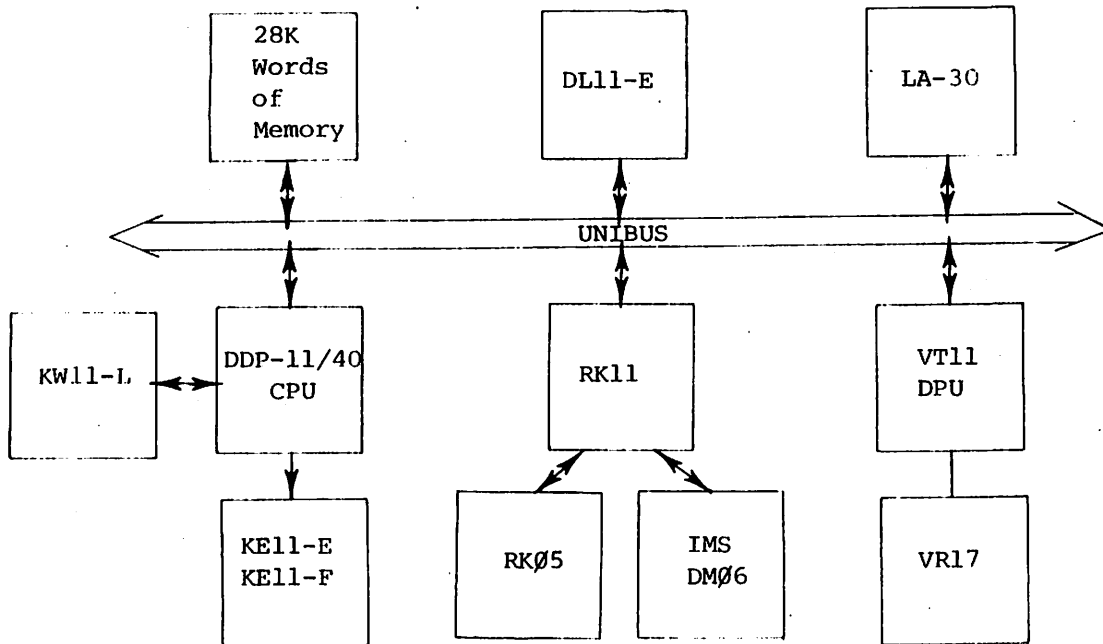 28K
Words
of
Memory
DL11-E
LA-30
UNIBUS
KW11-L
DDP-11/40
CPU
RK11
VT11
DPU
KE11-E
KE11-F
RKØ5
IMS
DMØ6
VR17